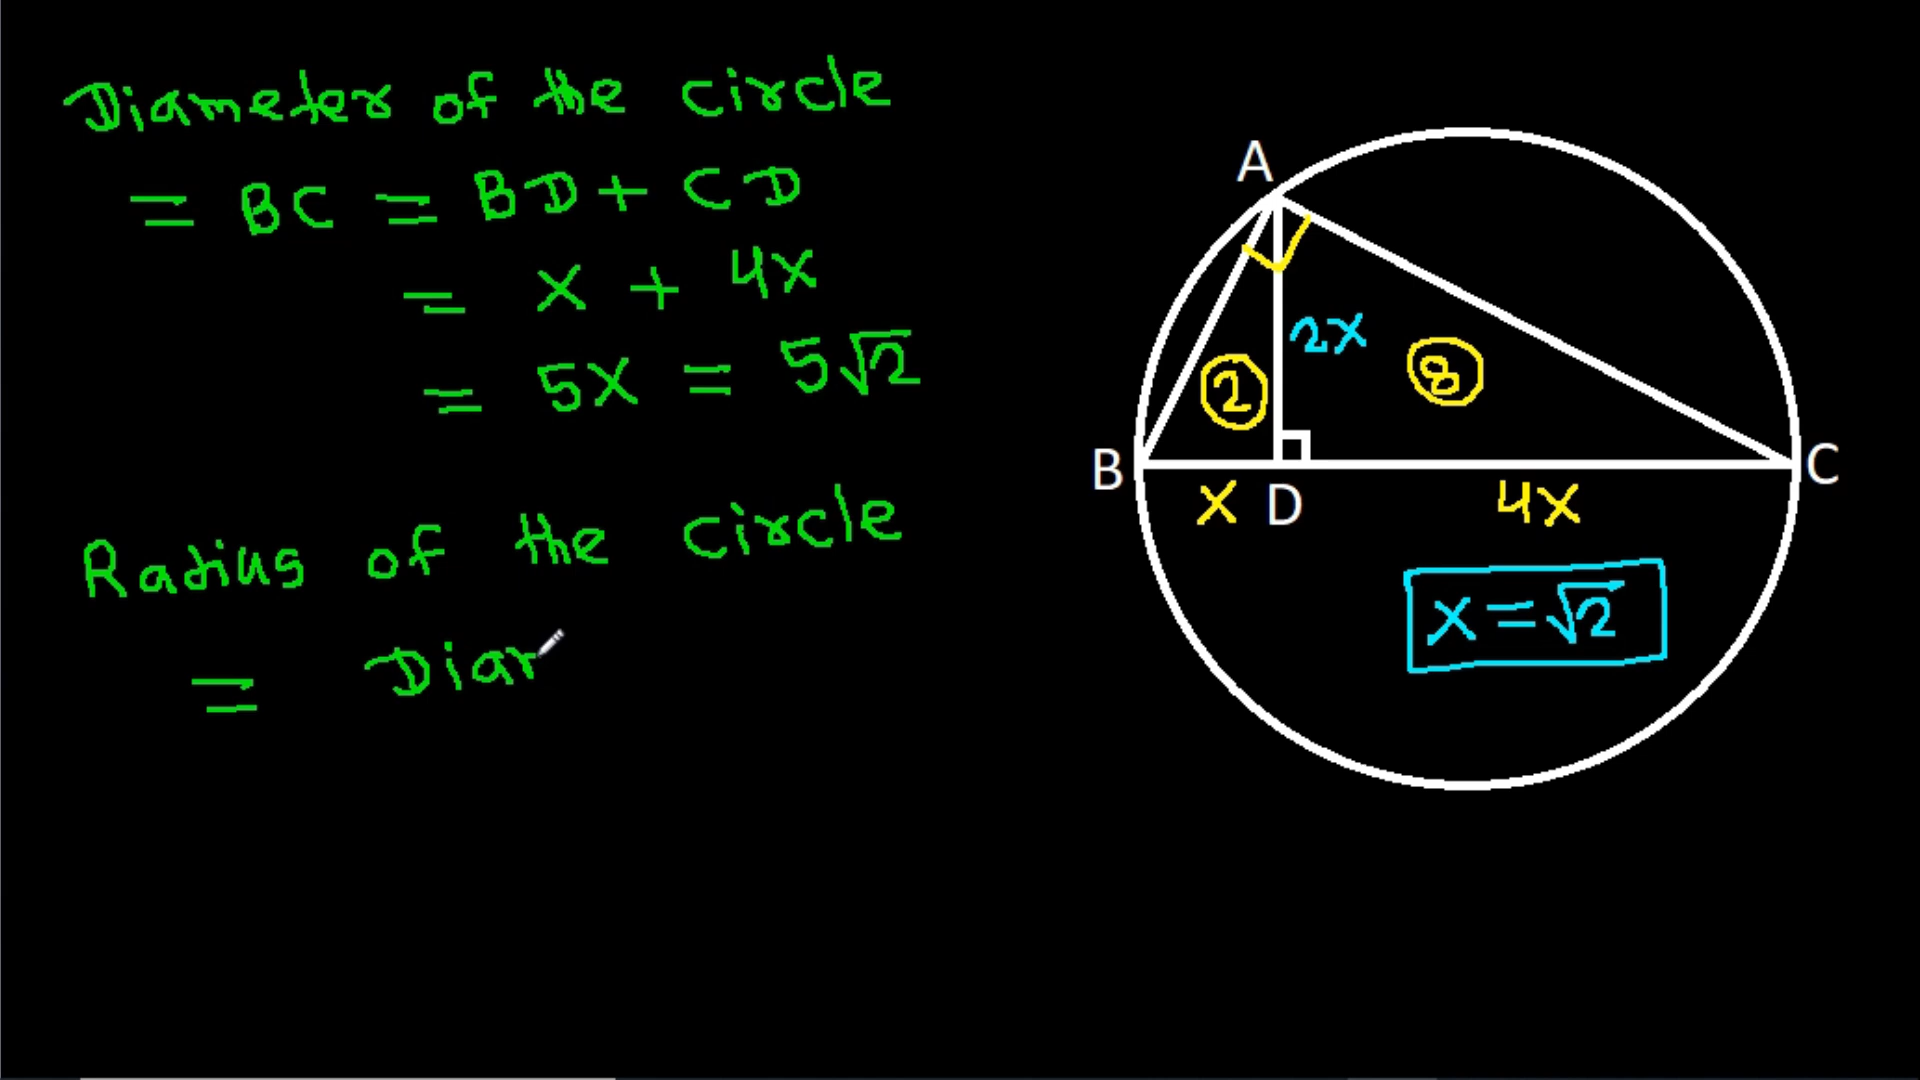 Diameter of the circle
= BC = BD + CD
= x + 4x
= 5x = 5√2
Radius of the circle
= Diam
A
2x
8
2
B
C
x
D
4x
x = √2